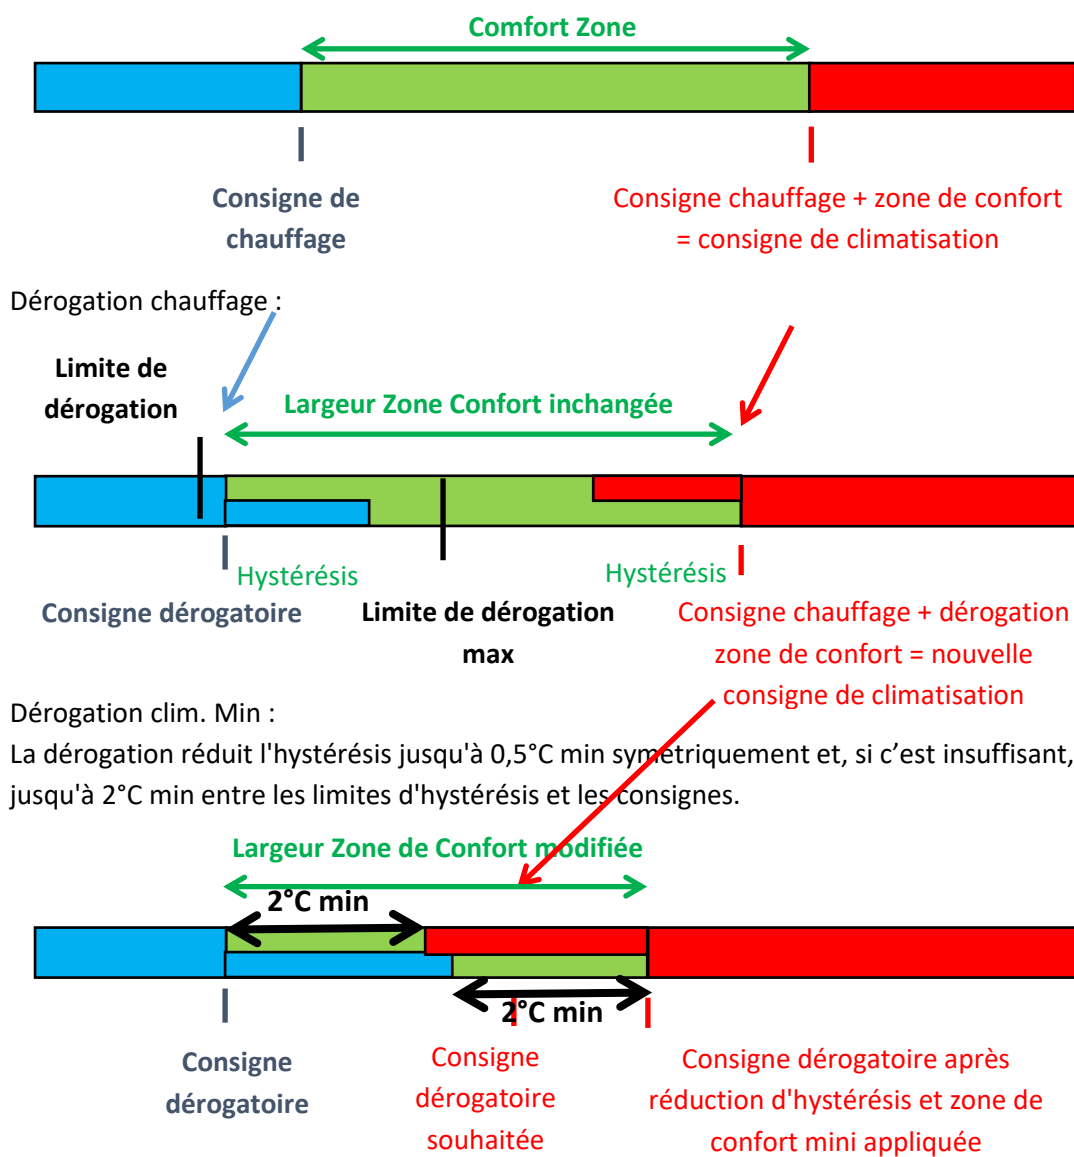 Comfort Zone
Consigne de
chauffage
Consigne chauffage + zone de confort
= consigne de climatisation
Dérogation chauffage :
Limite de
dérogation
Largeur Zone Confort inchangée
Hystérésis
Hystérésis
Consigne dérogatoire
Limite de dérogation
max
Consigne chauffage + dérogation
zone de confort = nouvelle
consigne de climatisation
Dérogation clim. Min :
La dérogation réduit l'hystérésis jusqu'à 0,5°C min symétriquement et, si c’est insuffisant,
jusqu'à 2°C min entre les limites d'hystérésis et les consignes.
Largeur Zone de Confort modifiée
2°C min
2°C min
Consigne
dérogatoire
Consigne
dérogatoire
souhaitée
Consigne dérogatoire après
réduction d'hystérésis et zone de
confort mini appliquée